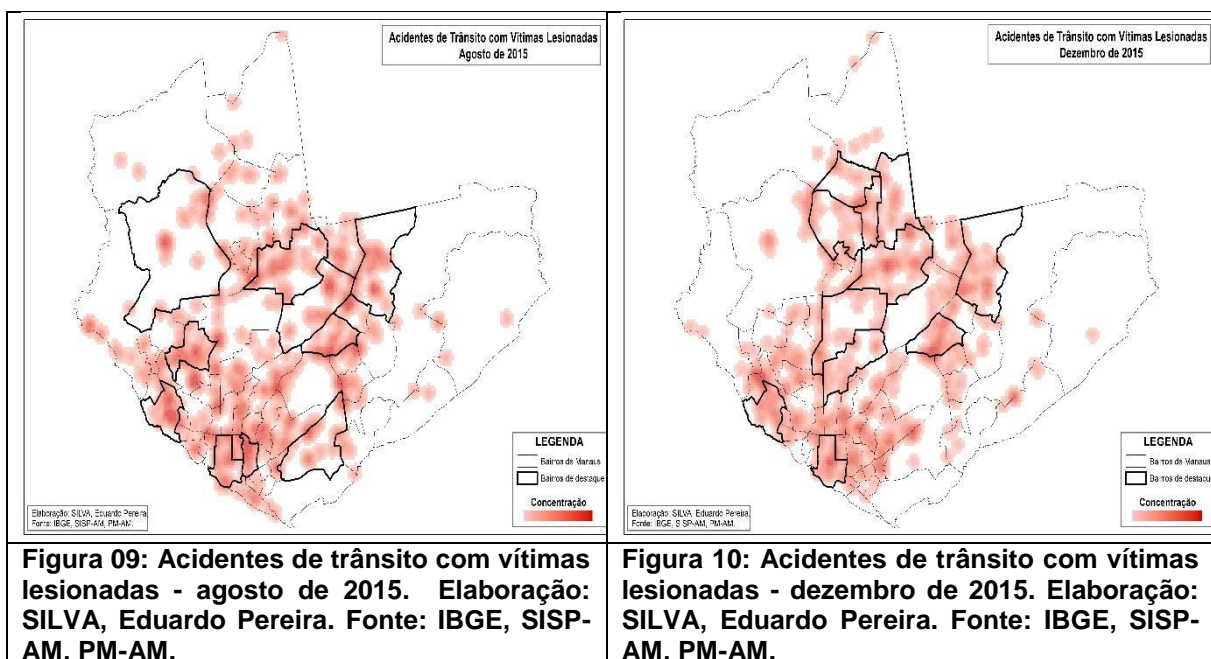 Acidentes de Trânsito com Vítimas Lesionadas
Agosto de 2015
LEGENDA
Bairros de Manaus
Bairros de destaque
Concentração
Elaboração: SILVA, Eduardo Pereira.
Fonte: IBGE, SISP-AM, PM-AM.
Acidentes de Trânsito com Vítimas Lesionadas
Dezembro de 2015
LEGENDA
Bairros de Manaus
Bairros de destaque
Concentração
Elaboração: SILVA, Eduardo Pereira.
Fonte: IBGE, SISP-AM, PM-AM.
Figura 09: Acidentes de trânsito com vítimas
lesionadas - agosto de 2015. Elaboração:
SILVA, Eduardo Pereira. Fonte: IBGE, SISP-
AM, PM-AM.
Figura 10: Acidentes de trânsito com vítimas
lesionadas - dezembro de 2015. Elaboração:
SILVA, Eduardo Pereira. Fonte: IBGE, SISP-
AM, PM-AM.